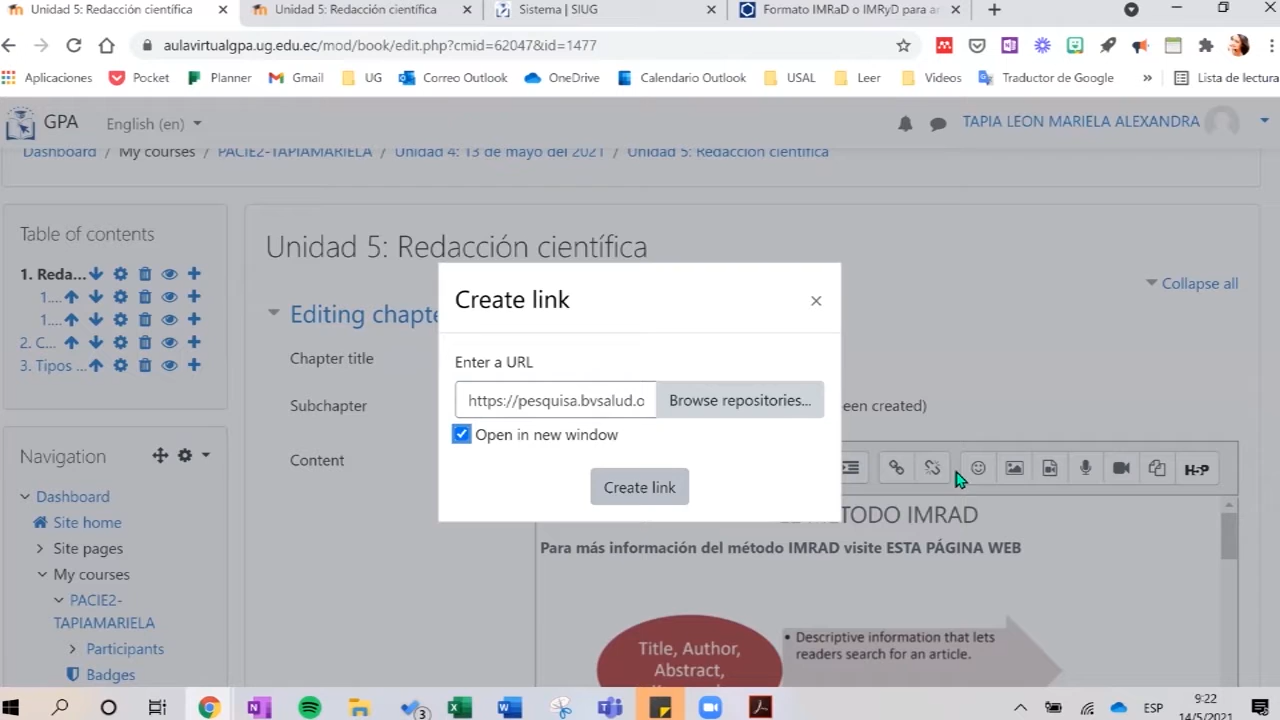 Unidad 5: Redacción científica
Unidad 5: Redacción científica
Sistema | SIUG
Formato IMRaD o IMRyD para ar
aulavirtualgpa.ug.edu.ec/mod/book/edit.php?cmid=62047&id=1477
Aplicaciones
Pocket
Planner
Gmail
UG
Correo Outlook
OneDrive
Calendario Outlook
USAL
Leer
Videos
Traductor de Google
»
Lista de lectura
GPA
English (en)
TAPIA LEON MARIELA ALEXANDRA
Dashboard / My courses / PACIE2-TAPIAMARIELA / Unidad 4: 13 de mayo del 2021 / Unidad 5: Redacción científica
Table of contents
1. Reda...
1....
1....
2. C...
3. Tipos ...
Navigation
Dashboard
Site home
Site pages
My courses
PACIE2-
TAPIAMARIELA
Participants
Badges
Unidad 5: Redacción científica
Collapse all
Editing chapte
Chapter title
Subchapter
een created)
Content
H5P
Create link
×
Enter a URL
https://pesquisa.bvsalud.o
Browse repositories...
Open in new window
Create link
METODO IMRAD
Para más información del método IMRAD visite ESTA PÁGINA WEB
Title, Author,
Abstract,
• Descriptive information that lets
readers search for an article.
3
ESP
9:22
14/5/2021